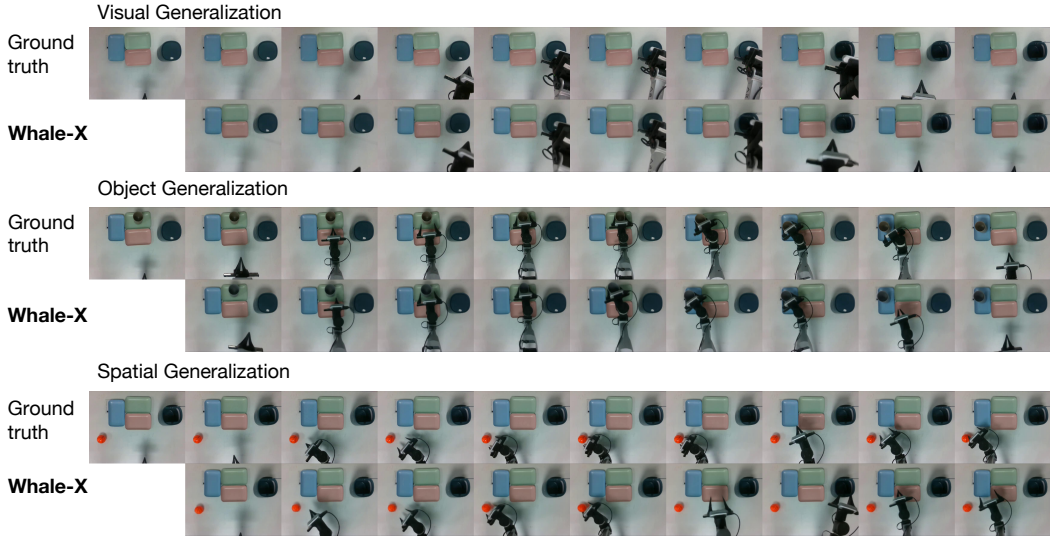 Visual Generalization
Ground
truth
Whale-X
Object Generalization
Ground
truth
Whale-X
Spatial Generalization
Ground
truth
Whale-X